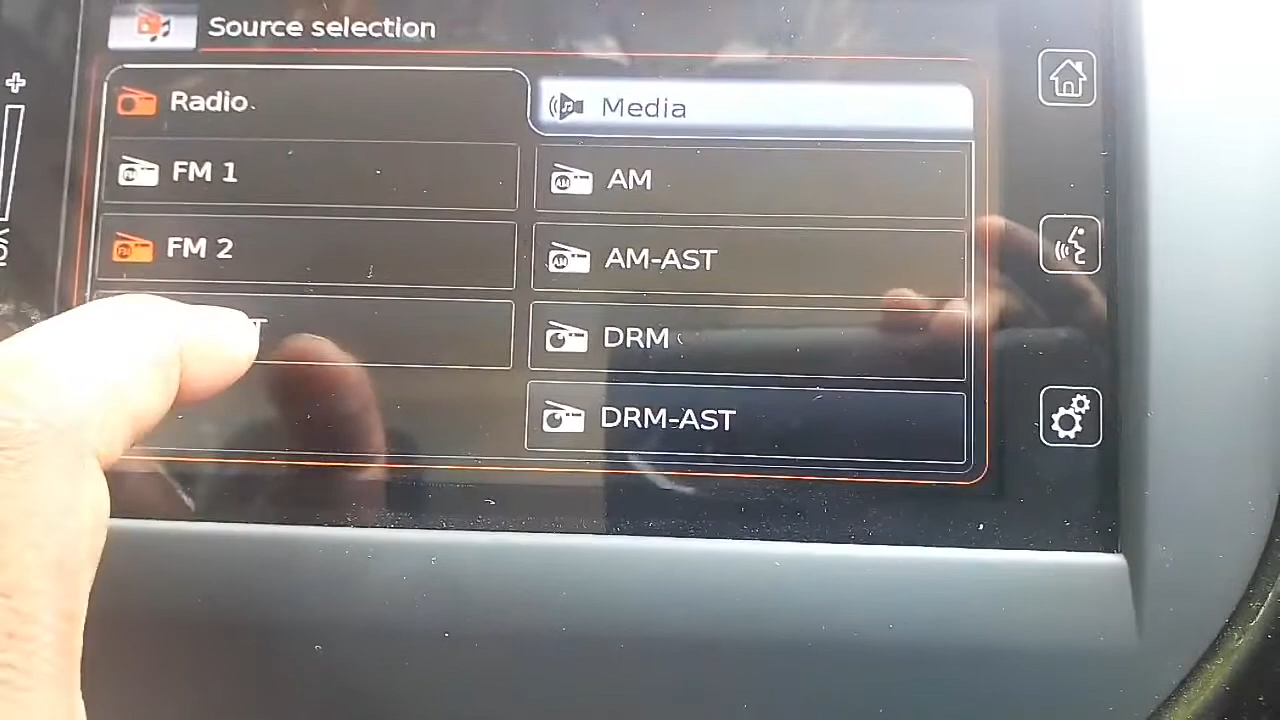 Source selection
Radio
Media
FM 1
AM
FM 2
AM-AST
DRM
DRM-AST